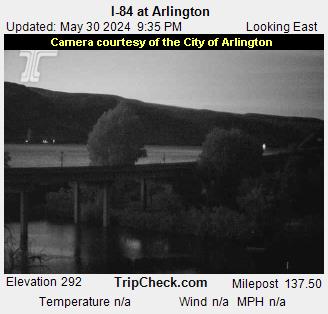 I-84 at Arlington
Updated: May 30 2024 9:35 PM Looking East
Camera courtesy of the City of Arlington
Elevation 292 TripCheck.com Milepost 137.50
Temperature n/a Wind n/a MPH n/a